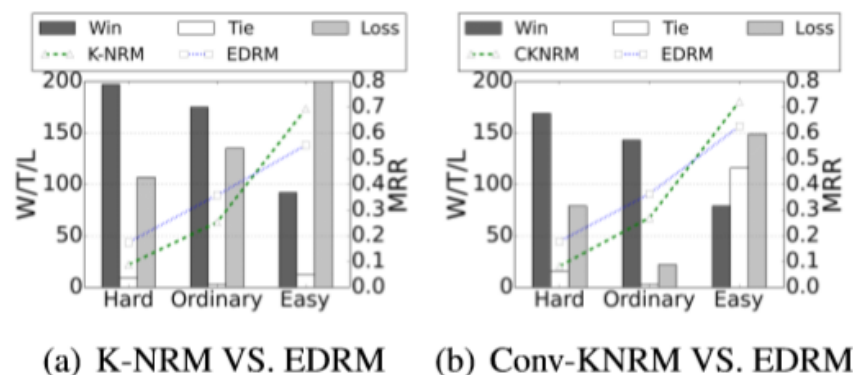 Win Tie Loss
K-NRM EDRM
Win Tie Loss
CKNRM EDRM
200 0.8
150 0.7
0.6
100 0.5
0.4
50 0.3
0.2
0 0.1
0.0
W/T/L
MRR
Hard Ordinary Easy
200 0.8
150 0.7
0.6
100 0.5
0.4
50 0.3
0.2
0 0.1
0.0
W/T/L
MRR
Hard Ordinary Easy
(a) K-NRM VS. EDRM
(b) Conv-KNRM VS. EDRM